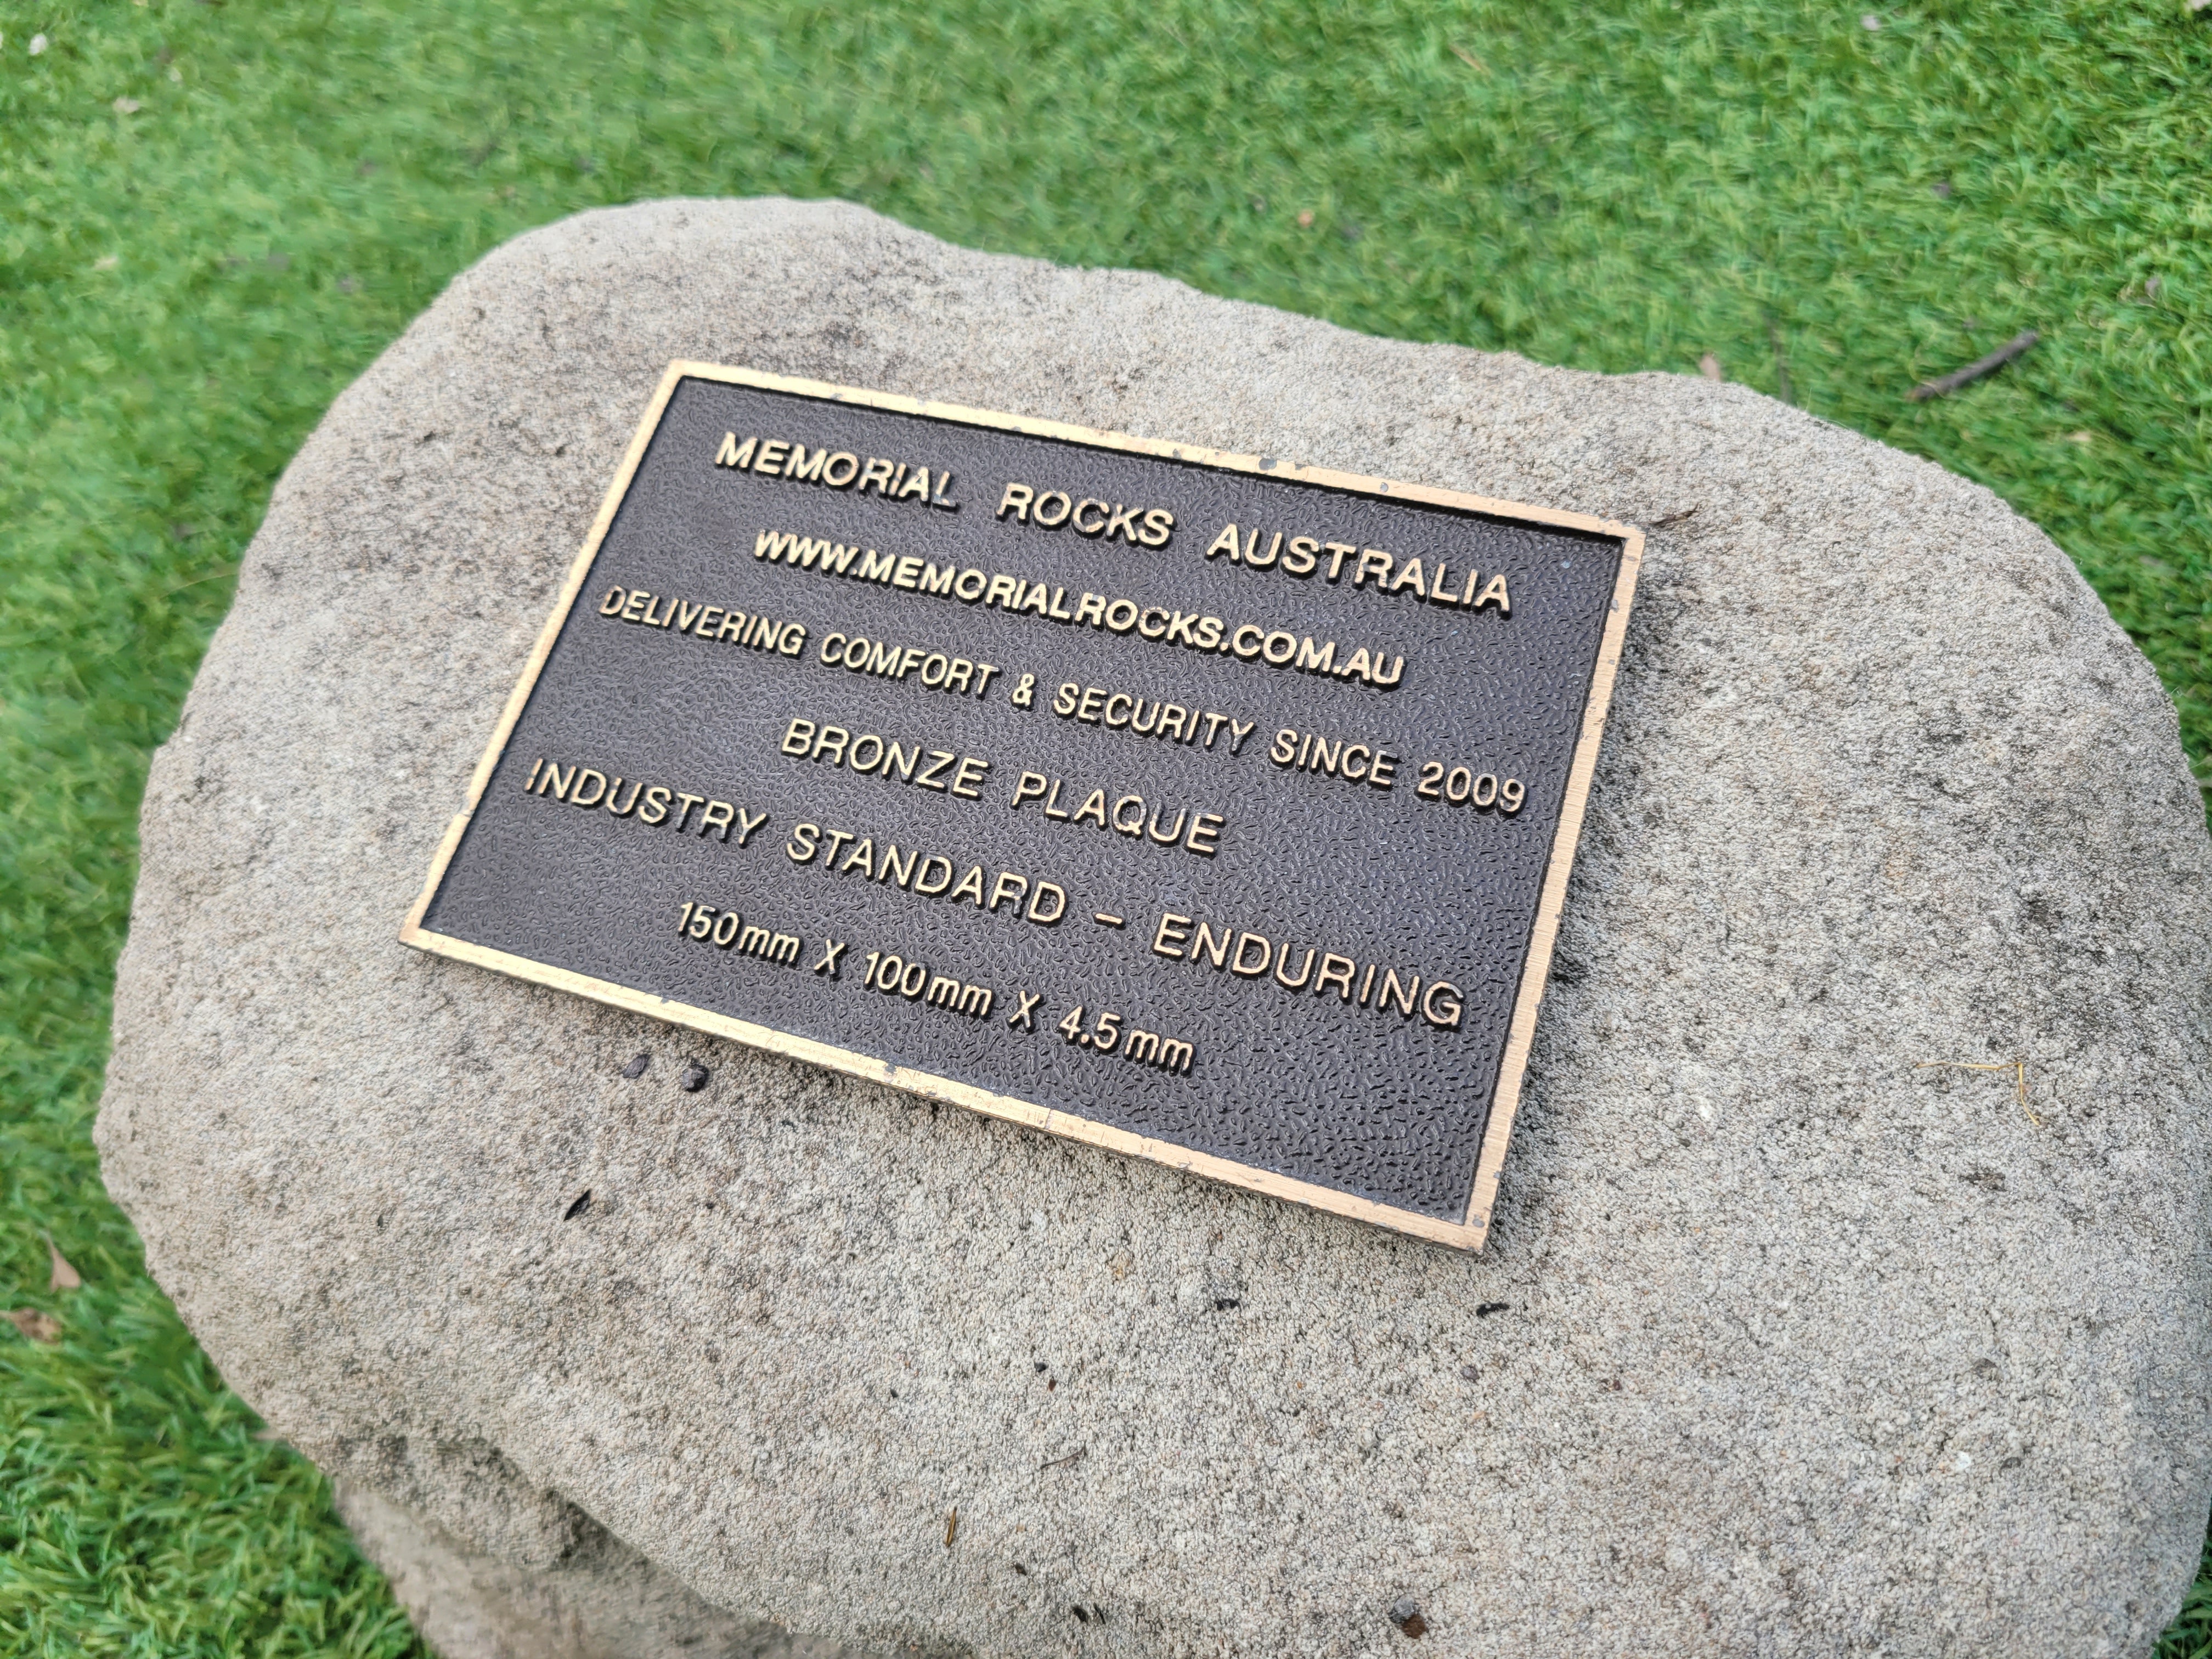 MEMORIAL ROCKS AUSTRALIA
WWW.MEMORIALROCKS.COM.AU
DELIVERING COMFORT & SECURITY SINCE 2009
BRONZE PLAQUE
INDUSTRY STANDARD - ENDURING
150mm X 100mm X 4.5mm